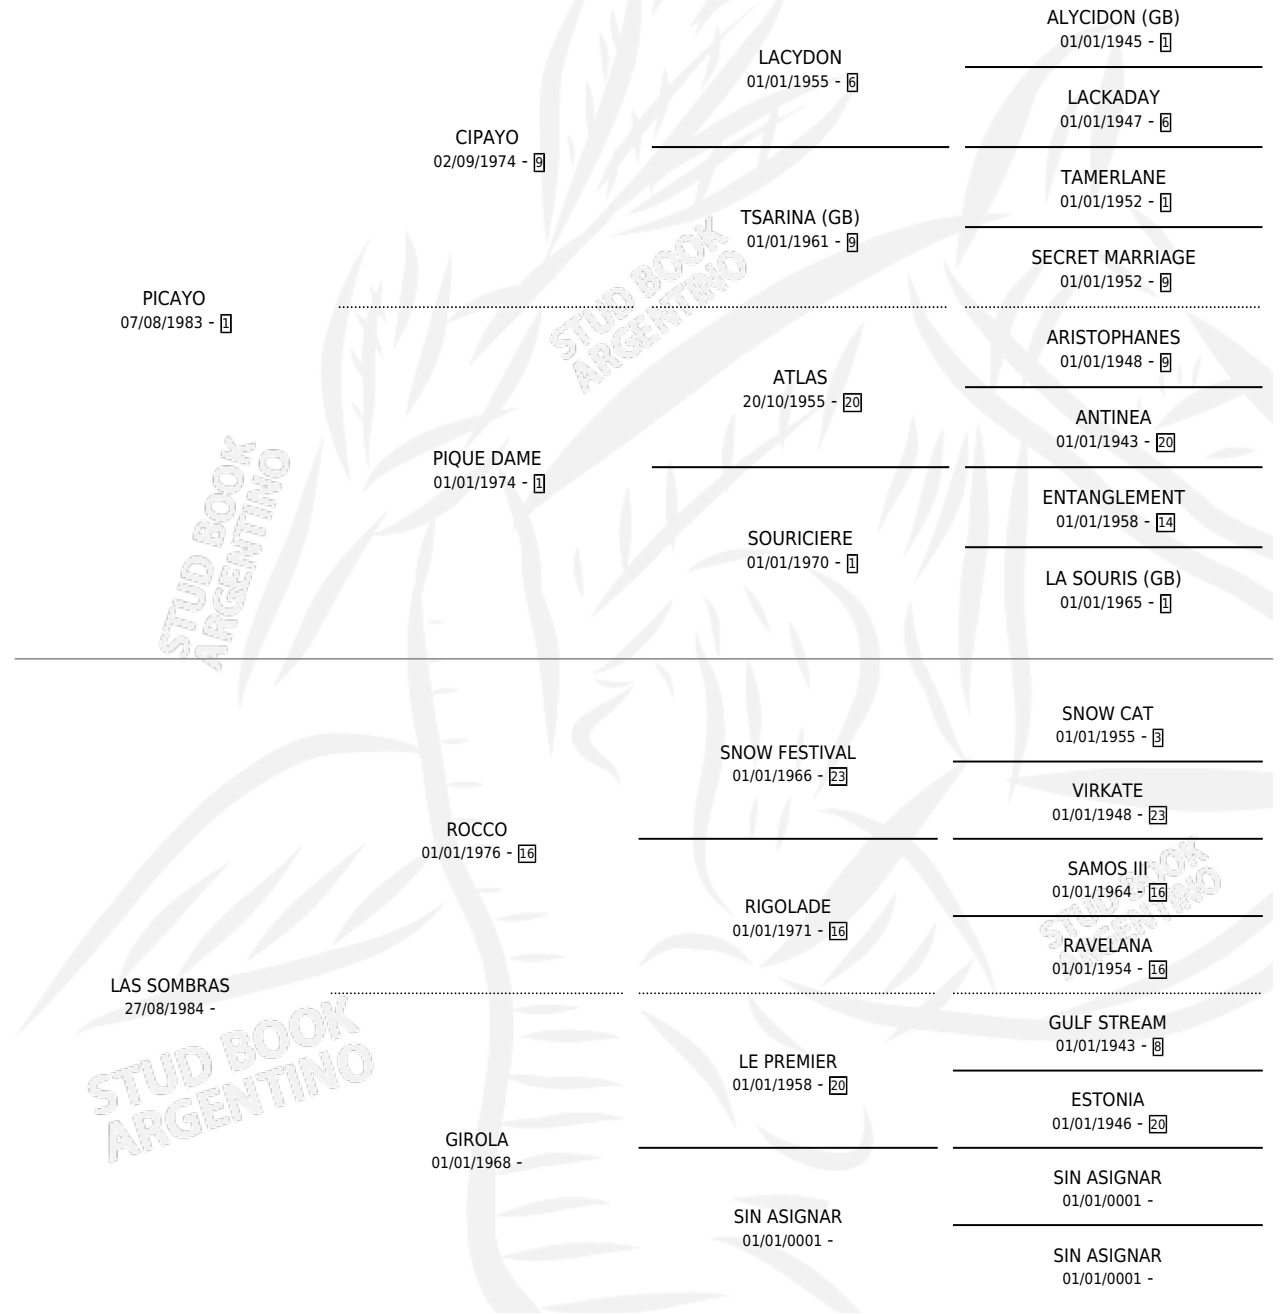 ALYCIDON (GB)
01/01/1945 - 1
LACYDON
01/01/1955 - 6
LACKADAY
01/01/1947 - 6
CIPAYO
02/09/1974 - 9
TAMERLANE
01/01/1952 - 1
TSARINA (GB)
01/01/1961 - 9
SECRET MARRIAGE
01/01/1952 - 9
PICAYO
07/08/1983 - 1
ARISTOPHANES
01/01/1948 - 9
ATLAS
20/10/1955 - 20
ANTINEA
01/01/1943 - 20
PIQUE DAME
01/01/1974 - 1
ENTANGLEMENT
01/01/1958 - 14
SOURICIERE
01/01/1970 - 1
LA SOURIS (GB)
01/01/1965 - 1
STUD BOOK
ARGENTINO
STUD BOOK
ARGENTINO
SNOW CAT
01/01/1955 - 3
SNOW FESTIVAL
01/01/1966 - 23
VIRKATE
01/01/1948 - 23
ROCCO
01/01/1976 - 16
SAMOS III
01/01/1964 - 16
RIGOLADE
01/01/1971 - 16
RAVELANA
01/01/1954 - 16
LAS SOMBRAS
27/08/1984 -
GULF STREAM
01/01/1943 - 8
LE PREMIER
01/01/1958 - 20
ESTONIA
01/01/1946 - 20
GIROLA
01/01/1968 -
SIN ASIGNAR
01/01/0001 -
SIN ASIGNAR
01/01/0001 -
SIN ASIGNAR
01/01/0001 -
STUD BOOK
ARGENTINO
STUD BOOK
ARGENTINO